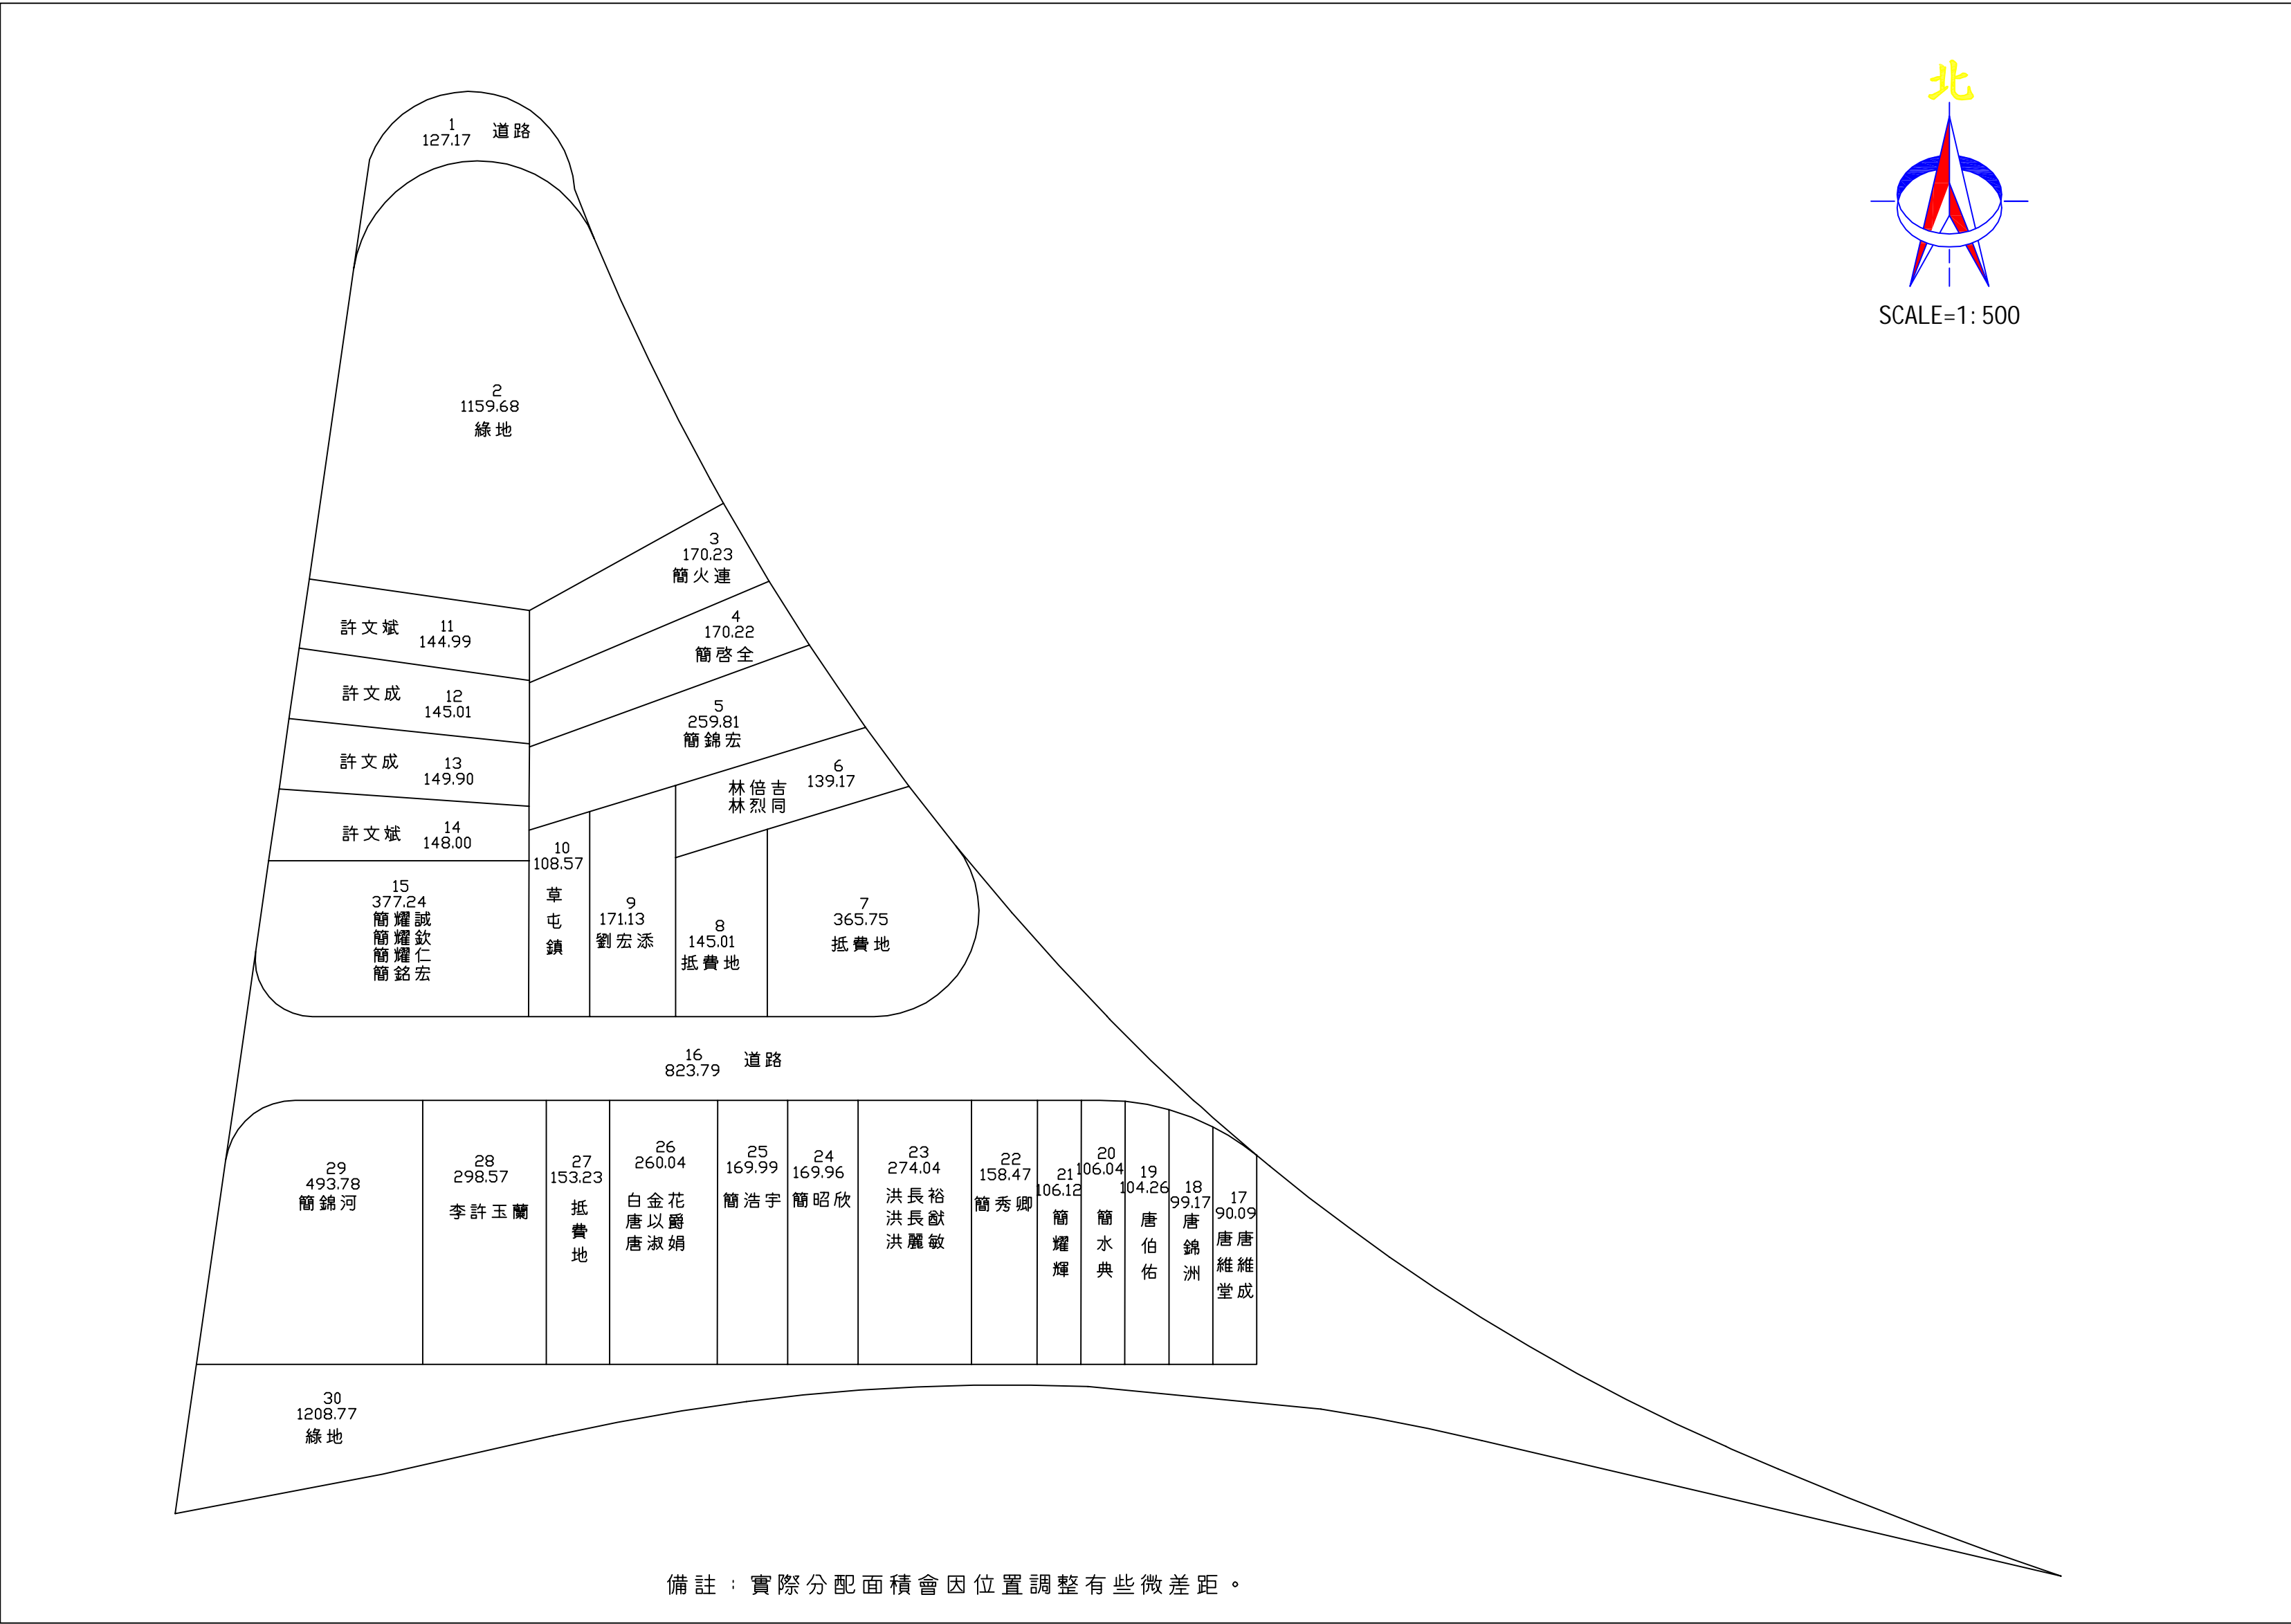 北
SCALE=1:500
1
127.17 道路
2
1159.68
綠地
3
170.23
簡火連
4
170.22
簡啓全
5
259.81
簡錦宏
6
139.17
林倍吉
林烈同
許文斌 11
144.99
許文成 12
145.01
許文成 13
149.90
許文斌 14
148.00
15
377.24
簡耀誠
簡耀欽
簡耀仁
簡銘宏
10
108.57
草屯鎮
9
171.13
劉宏添
8
145.01
抵費地
7
365.75
抵費地
16
823.79 道路
29
493.78
簡錦河
28
298.57
李許玉蘭
27
153.23
抵費地
26
260.04
白金花
唐以爵
唐淑娟
25
169.99
簡浩宇
24
169.96
簡昭欣
23
274.04
洪長裕
洪長猷
洪麗敏
22
158.47
簡秀卿
21
106.12
簡耀輝
20
106.04
簡水典
19
104.26
唐伯佑
18
99.17
唐錦洲
17
90.09
唐維成
唐維堂
30
1208.77
綠地
備註：實際分配面積會因位置調整有些微差距。